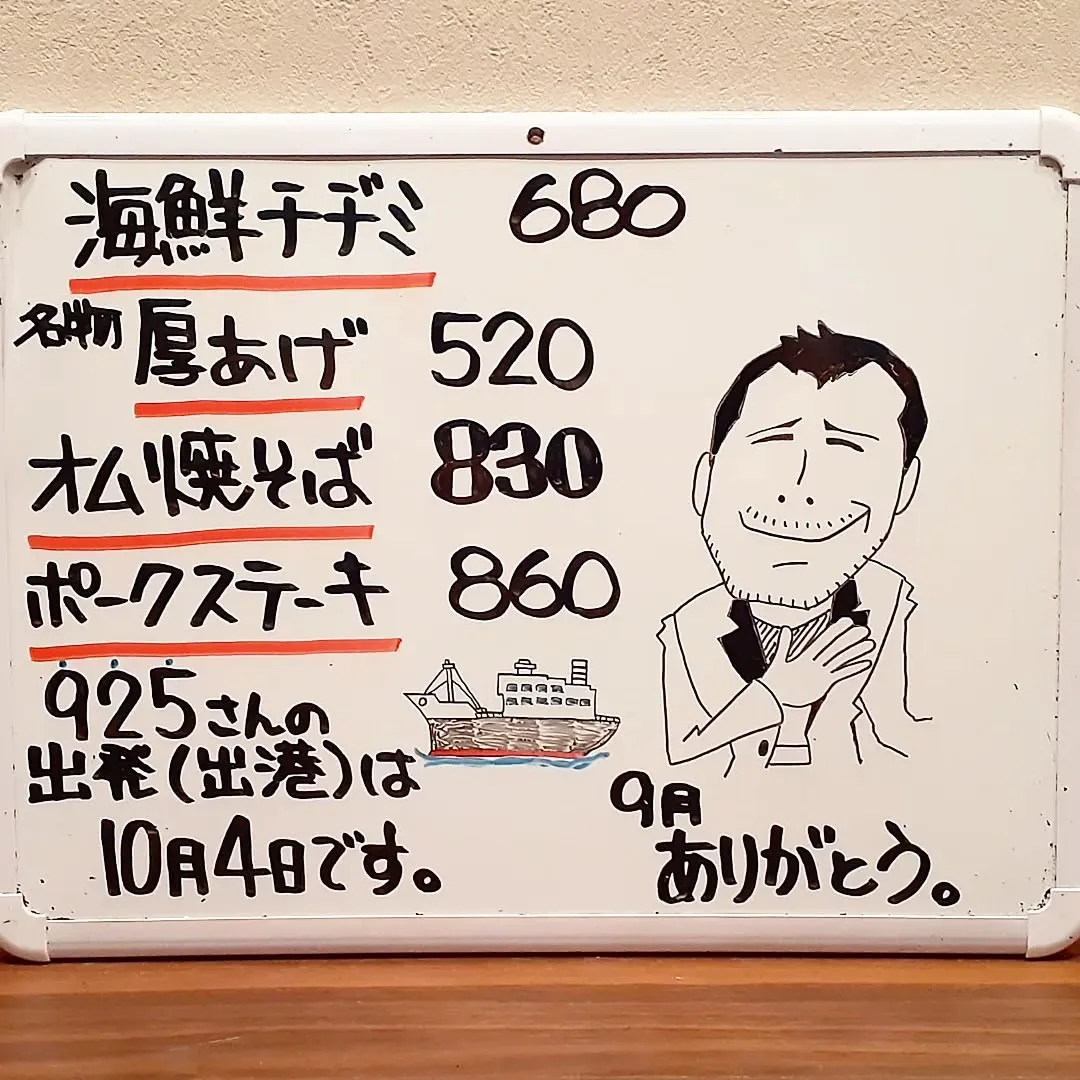 海鮮チヂミ 680
名物 厚あげ 520
オム焼そば 830
ポークステーキ 860
925さんの
出発(出港)は
10月4日です。
9月
ありがとう。